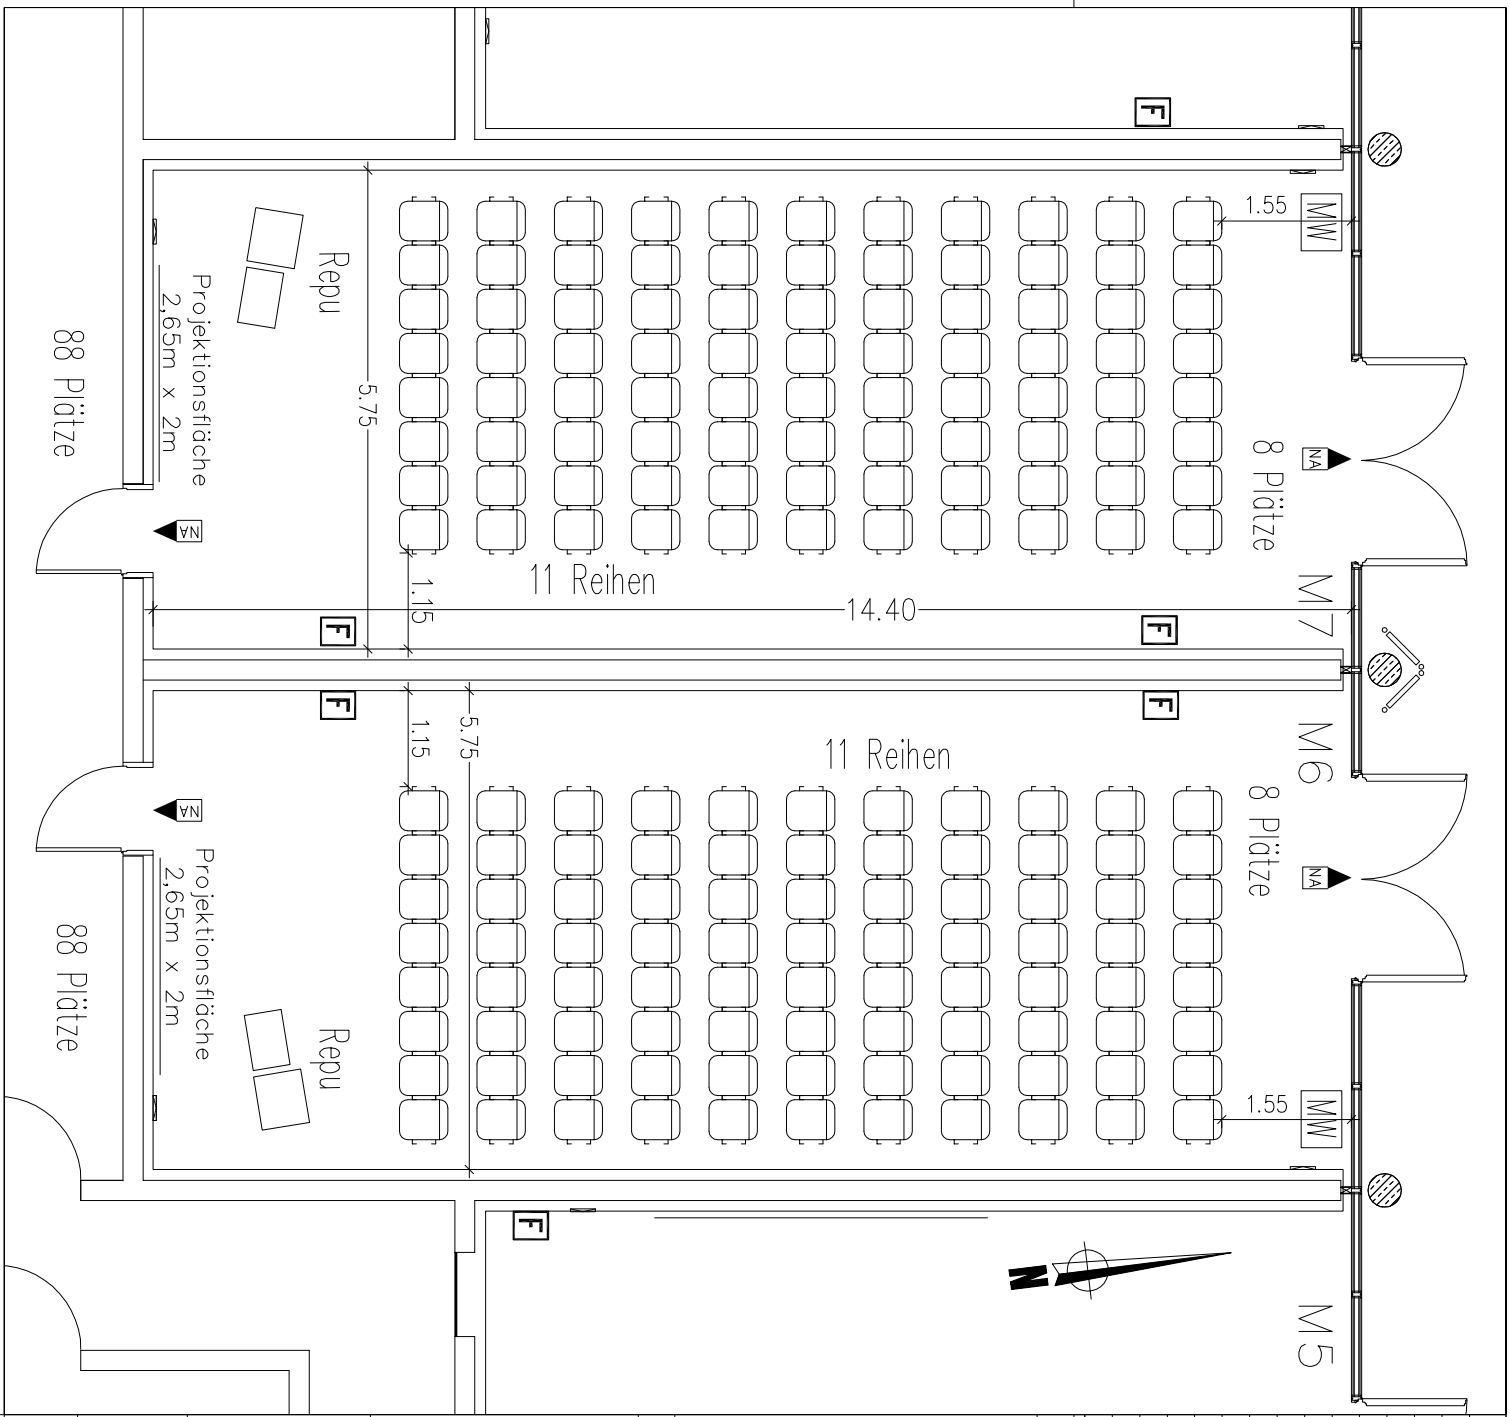 F
MW
1.55
Repu
Projektionsfläche
2,65m x 2m
88 Plätze
5.75
8 Plätze
NA
NA
11 Reihen
1.15
14.40
M7
F
F
F
F
1.15
5.75
11 Reihen
M6
8 Plätze
NA
NA
Projektionsfläche
2,65m x 2m
88 Plätze
Repu
1.55
MW
F
N
M5